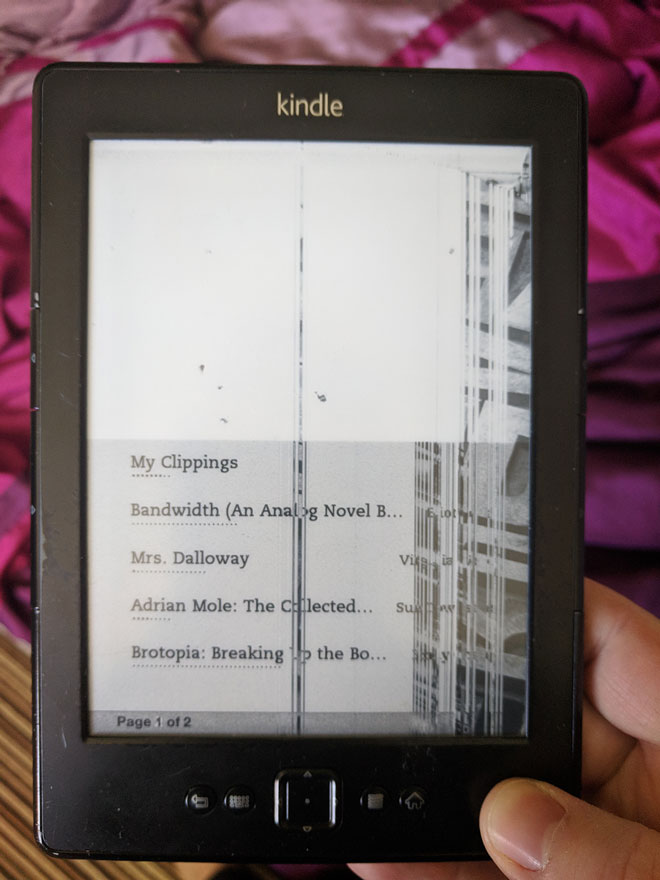 kindle
My Clippings
Bandwidth (An Analog Novel B...
Mrs. Dalloway
Adrian Mole: The Collected...
Brotopia: Breaking Up the Bo...
Page 1 of 2